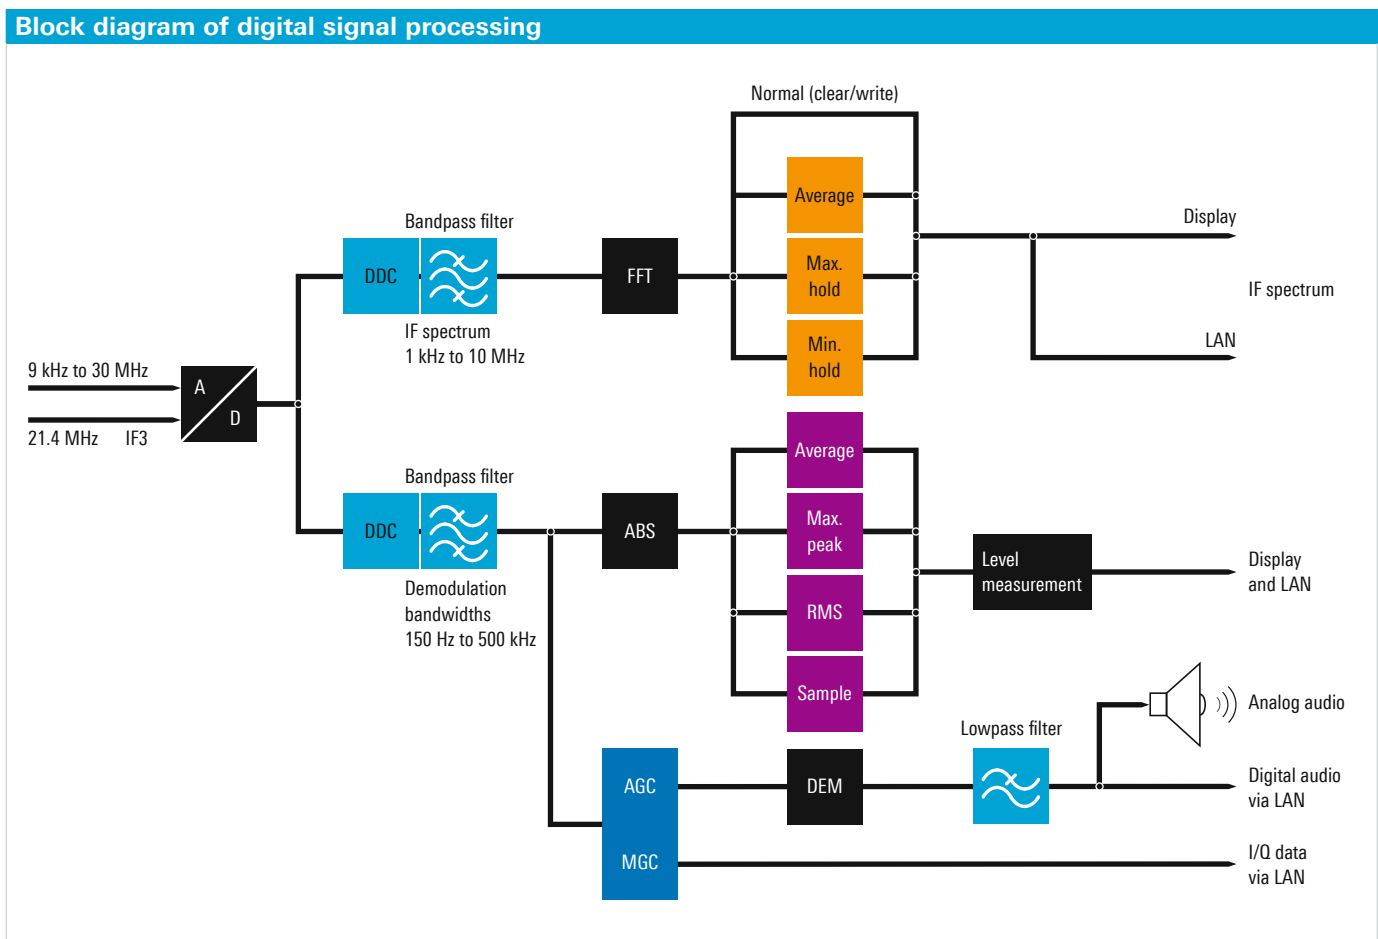 Block diagram of digital signal processing
Normal (clear/write)
Average
Bandpass filter
Display
DDC
FFT
Max.
hold
IF spectrum
IF spectrum
1 kHz to 10 MHz
Min.
hold
LAN
9 kHz to 30 MHz
A
D
21.4 MHz IF3
Average
Bandpass filter
DDC
ABS
Max.
peak
Level
measurement
Display
and LAN
Demodulation
bandwidths
150 Hz to 500 kHz
RMS
Sample
Analog audio
Lowpass filter
AGC
DEM
Digital audio
via LAN
MGC
I/Q data
via LAN